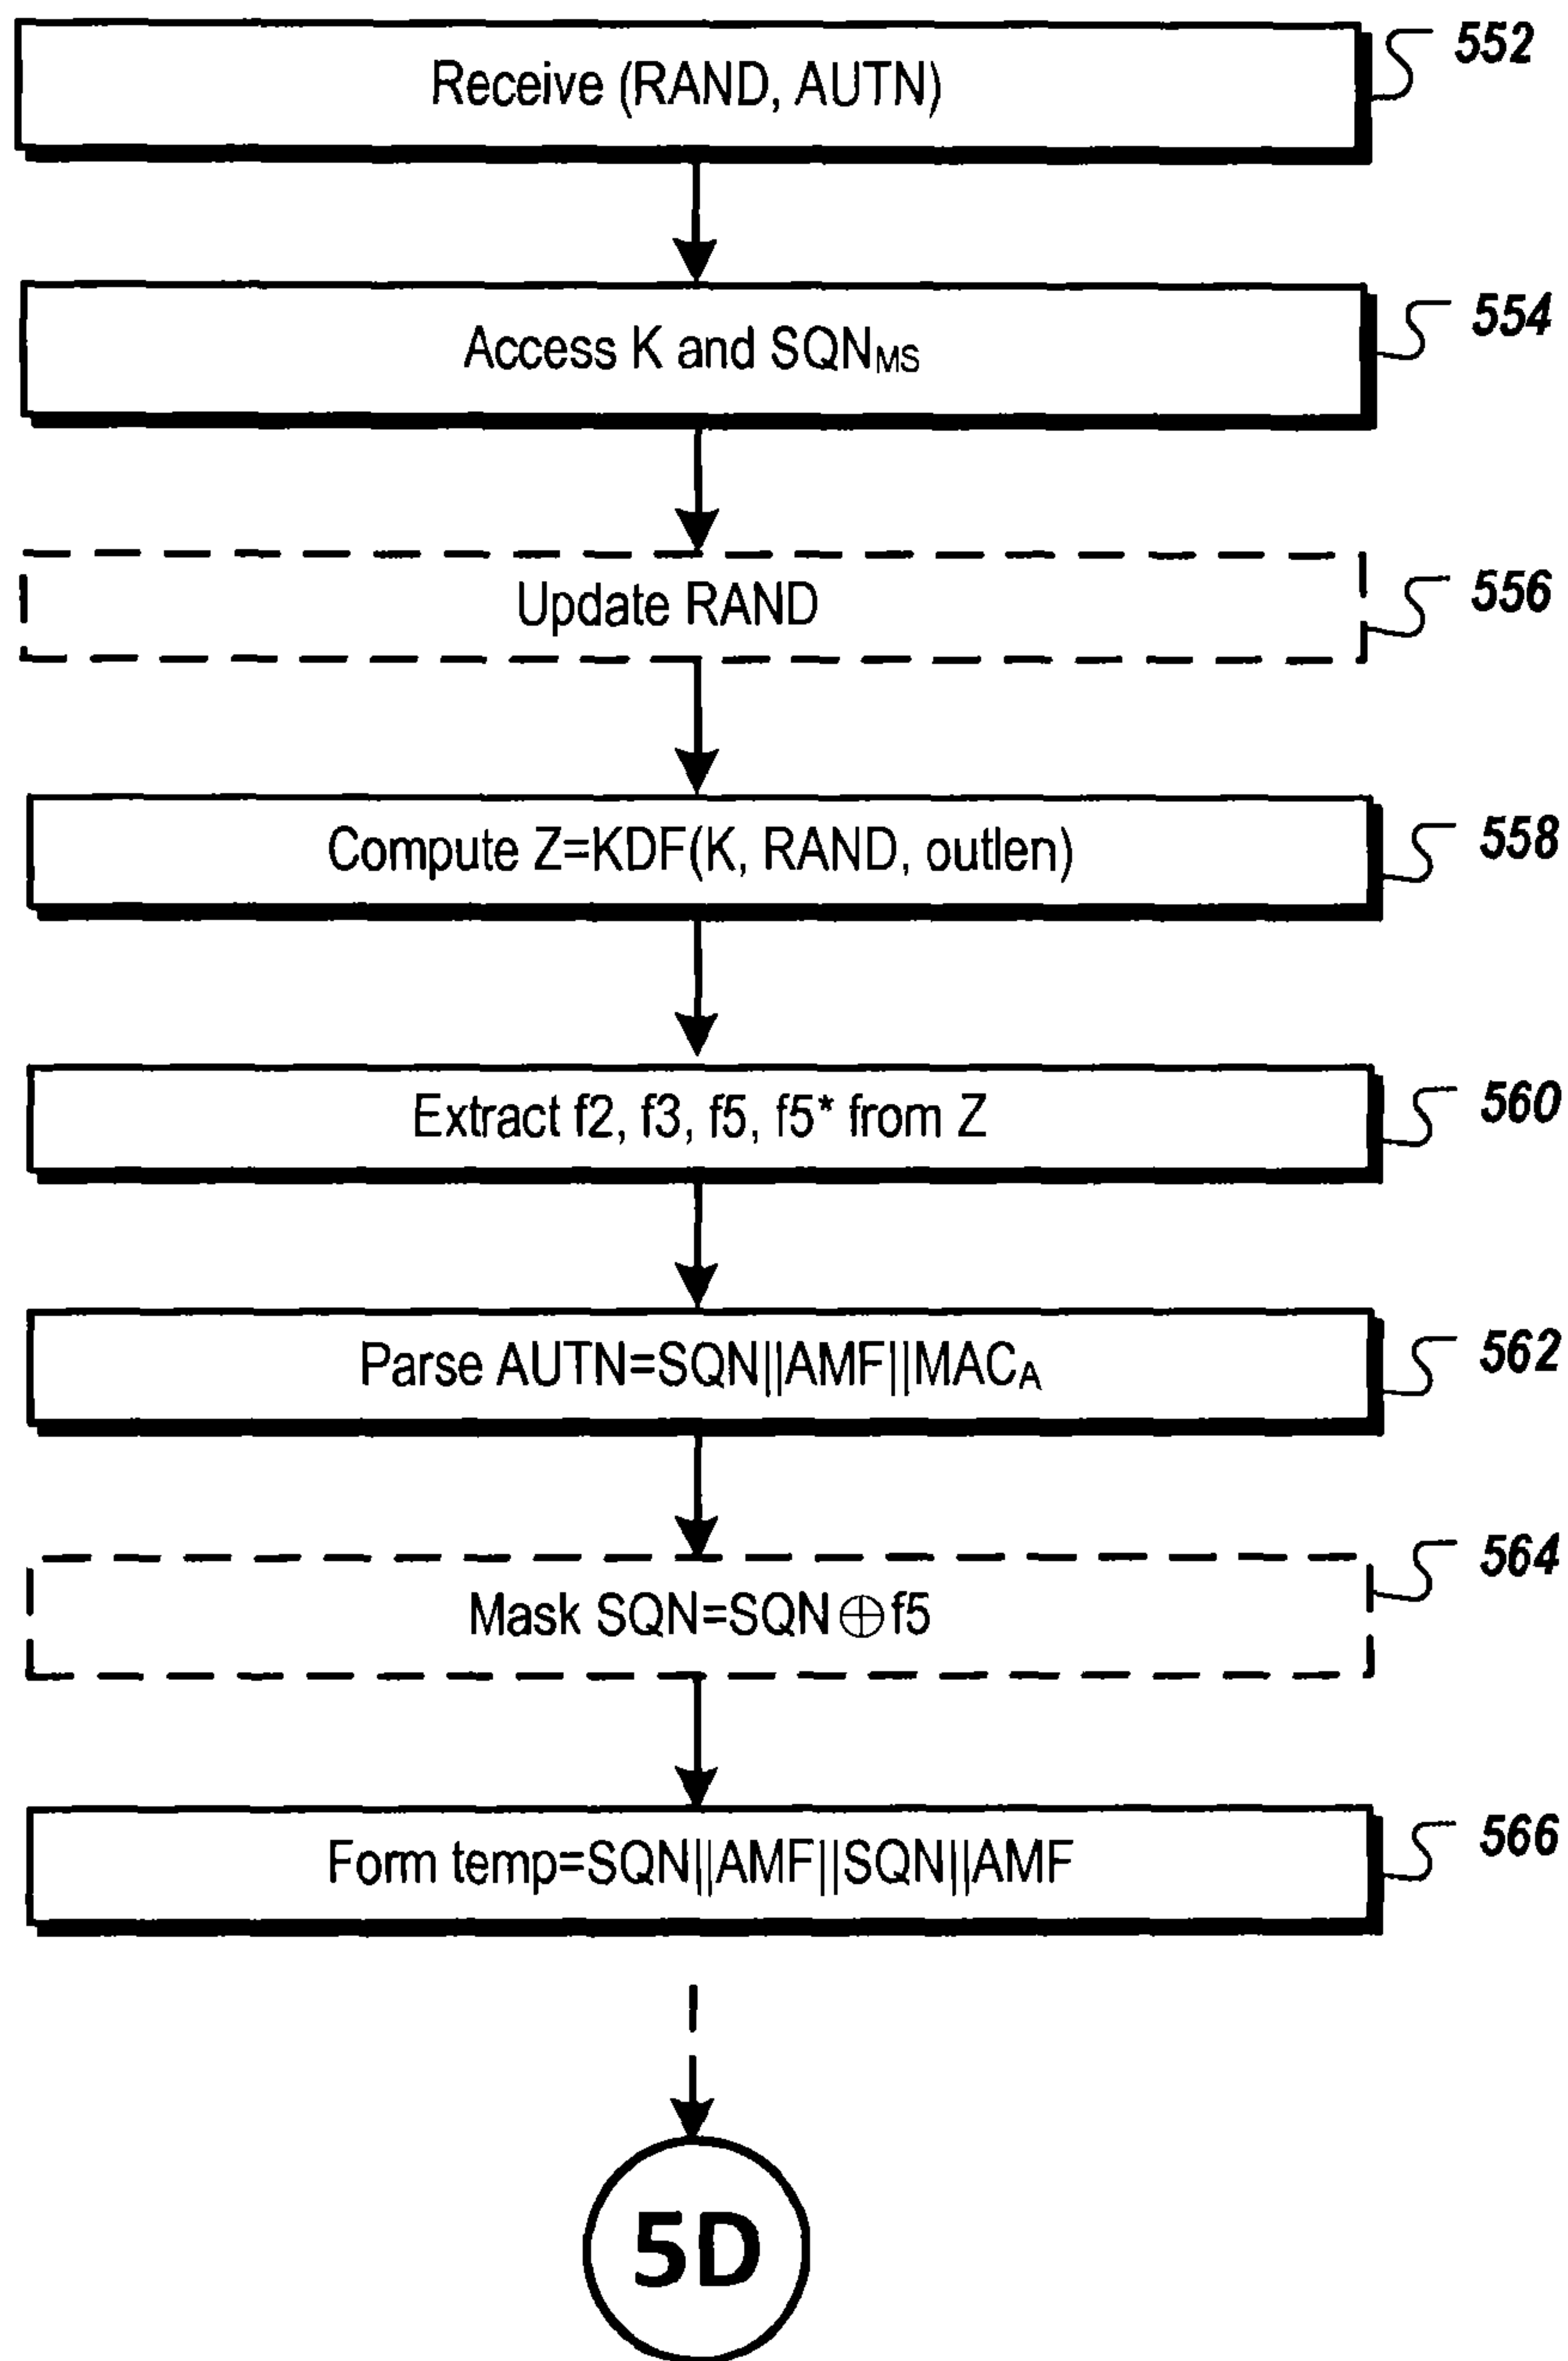 Receive (RAND, AUTN)
552
Access K and SQN_MS
554
Update RAND
556
Compute Z=KDF(K, RAND, outlen)
558
Extract f2, f3, f5, f5* from Z
560
Parse AUTN=SQN||AMF||MAC_A
562
Mask SQN=SQN⊕f5
564
Form temp=SQN||AMF||SQN||AMF
566
5D